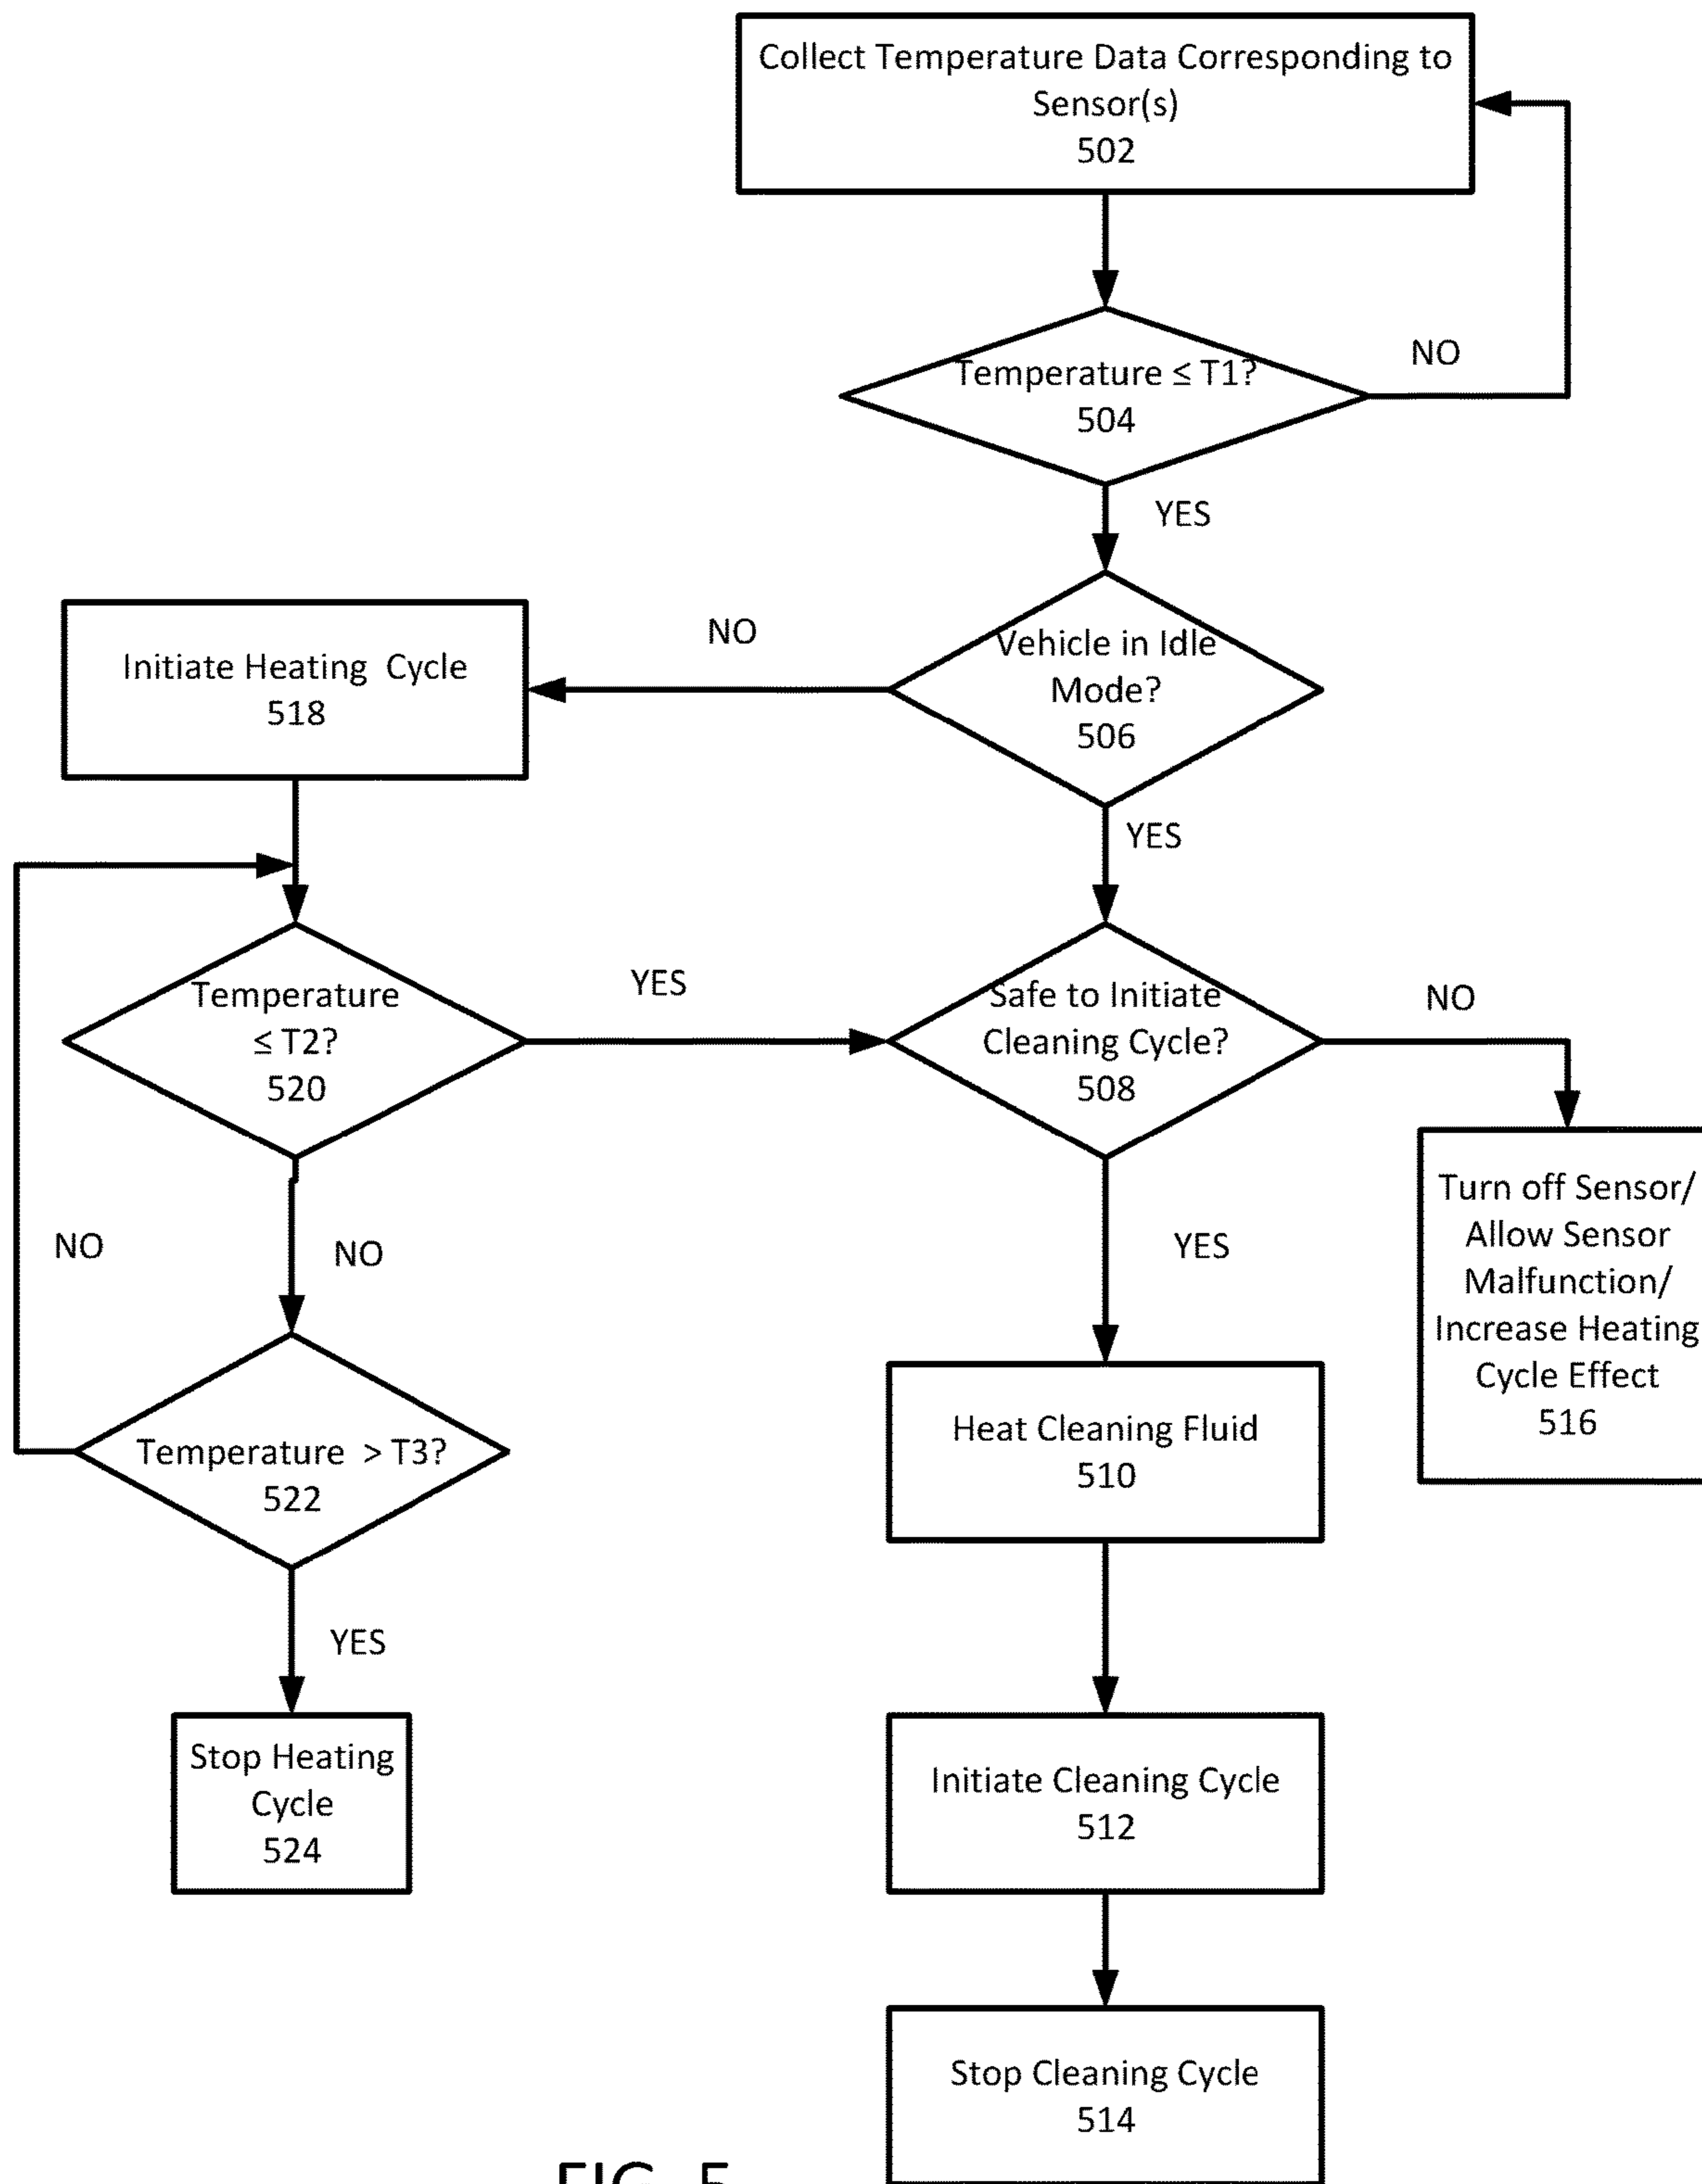 Collect Temperature Data Corresponding to
Sensor(s)
502
Temperature ≤ T1?
504
NO
YES
Initiate Heating Cycle
518
NO
Vehicle in Idle
Mode?
506
YES
Temperature
≤ T2?
520
YES
Safe to Initiate
Cleaning Cycle?
508
NO
NO
NO
YES
Turn off Sensor/
Allow Sensor
Malfunction/
Increase Heating
Cycle Effect
516
Temperature > T3?
522
Heat Cleaning Fluid
510
YES
Stop Heating
Cycle
524
Initiate Cleaning Cycle
512
Stop Cleaning Cycle
514
FIG. 5